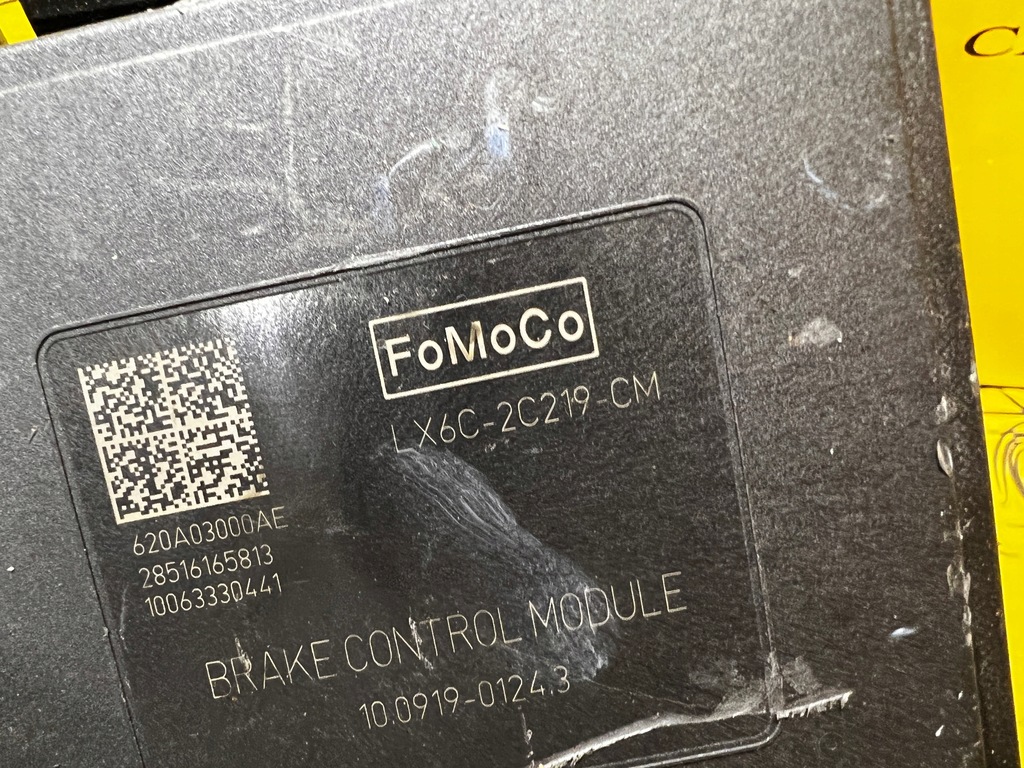 FoMoCo
LX6C-2C219-CM
620A03000AE
28516165813
10063330441
BRAKE CONTROL MODULE
10.0919-0124.3